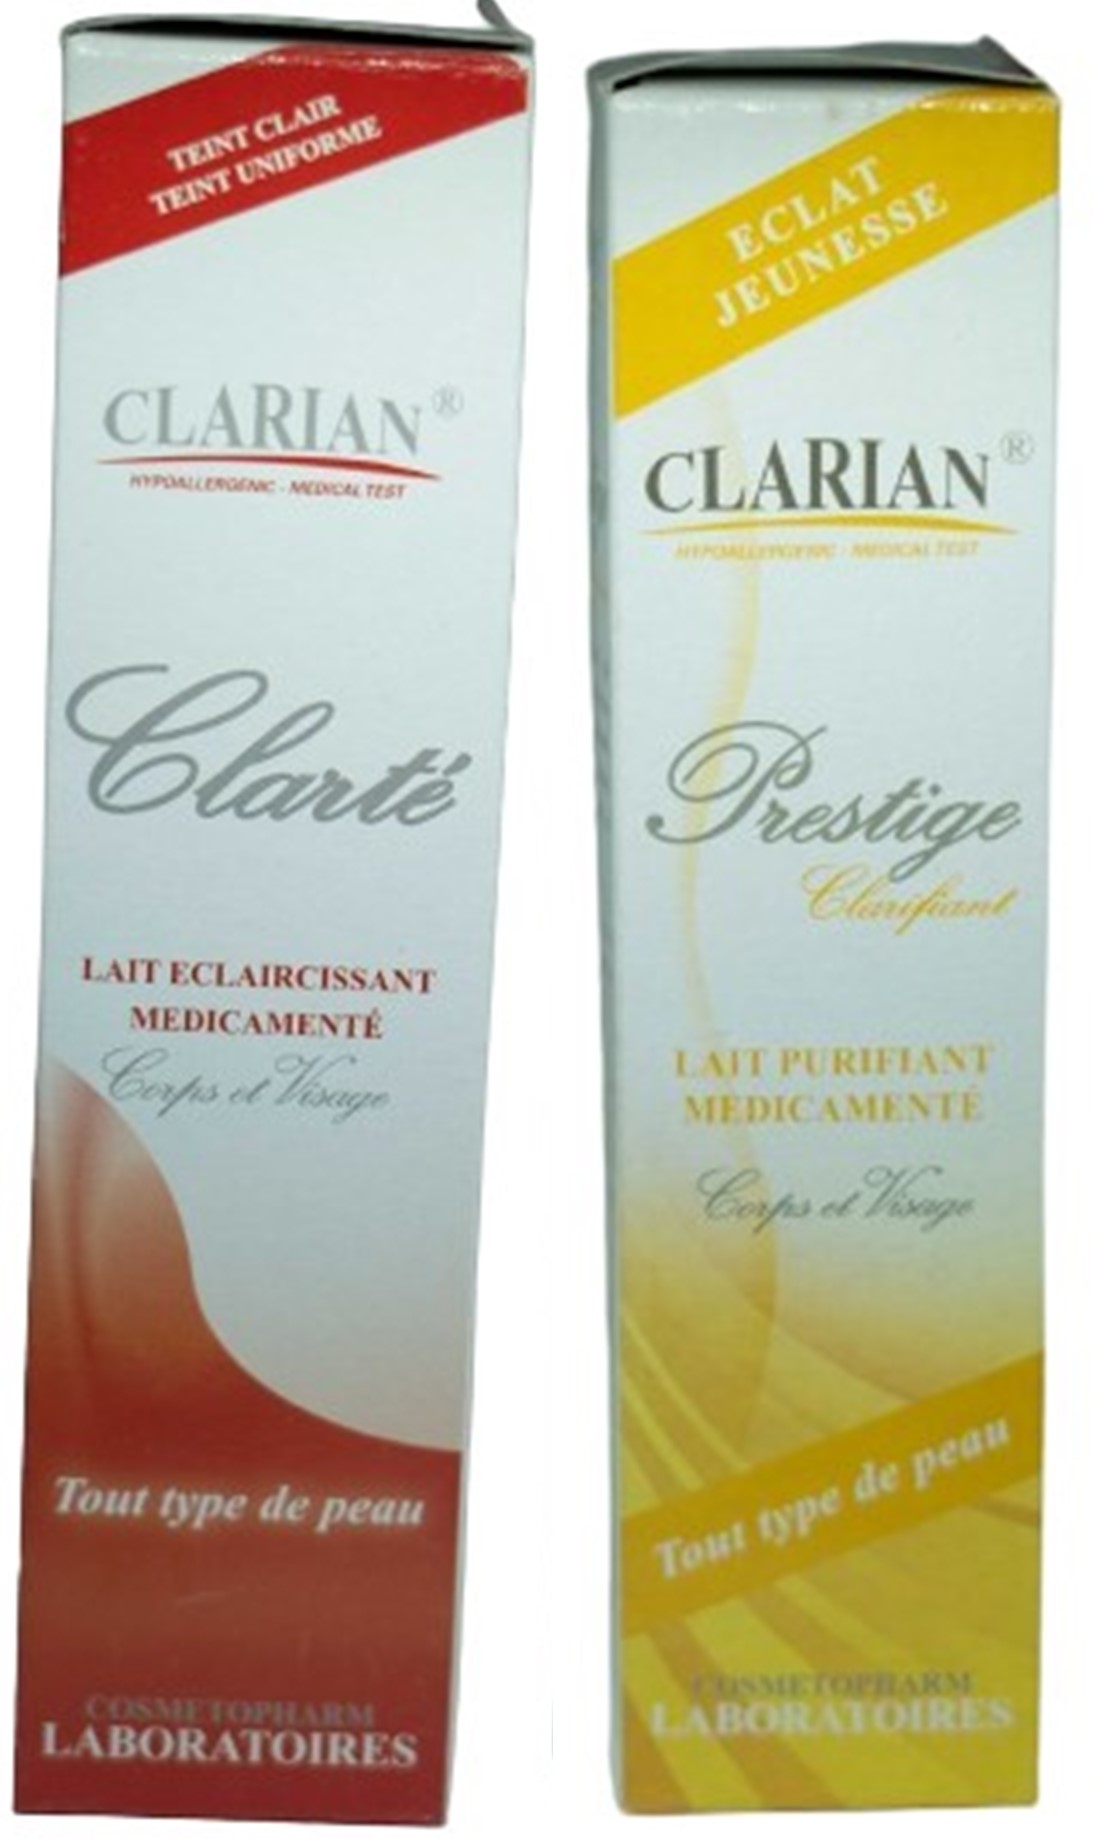 TEINT CLAIR
TEINT UNIFORME
CLARIAN®
HYPOALLERGENIC - MEDICAL TEST
Clarté
LAIT ECLAIRCISSANT
MEDICAMENTÉ
Corps et Visage
Tout type de peau
COSMETOPHARM
LABORATOIRES
ECLAT
JEUNESSE
CLARIAN®
HYPOALLERGENIC - MEDICAL TEST
Prestige
Clarifiant
LAIT PURIFIANT
MEDICAMENTÉ
Corps et Visage
Tout type de peau
COSMETOPHARM
LABORATOIRES